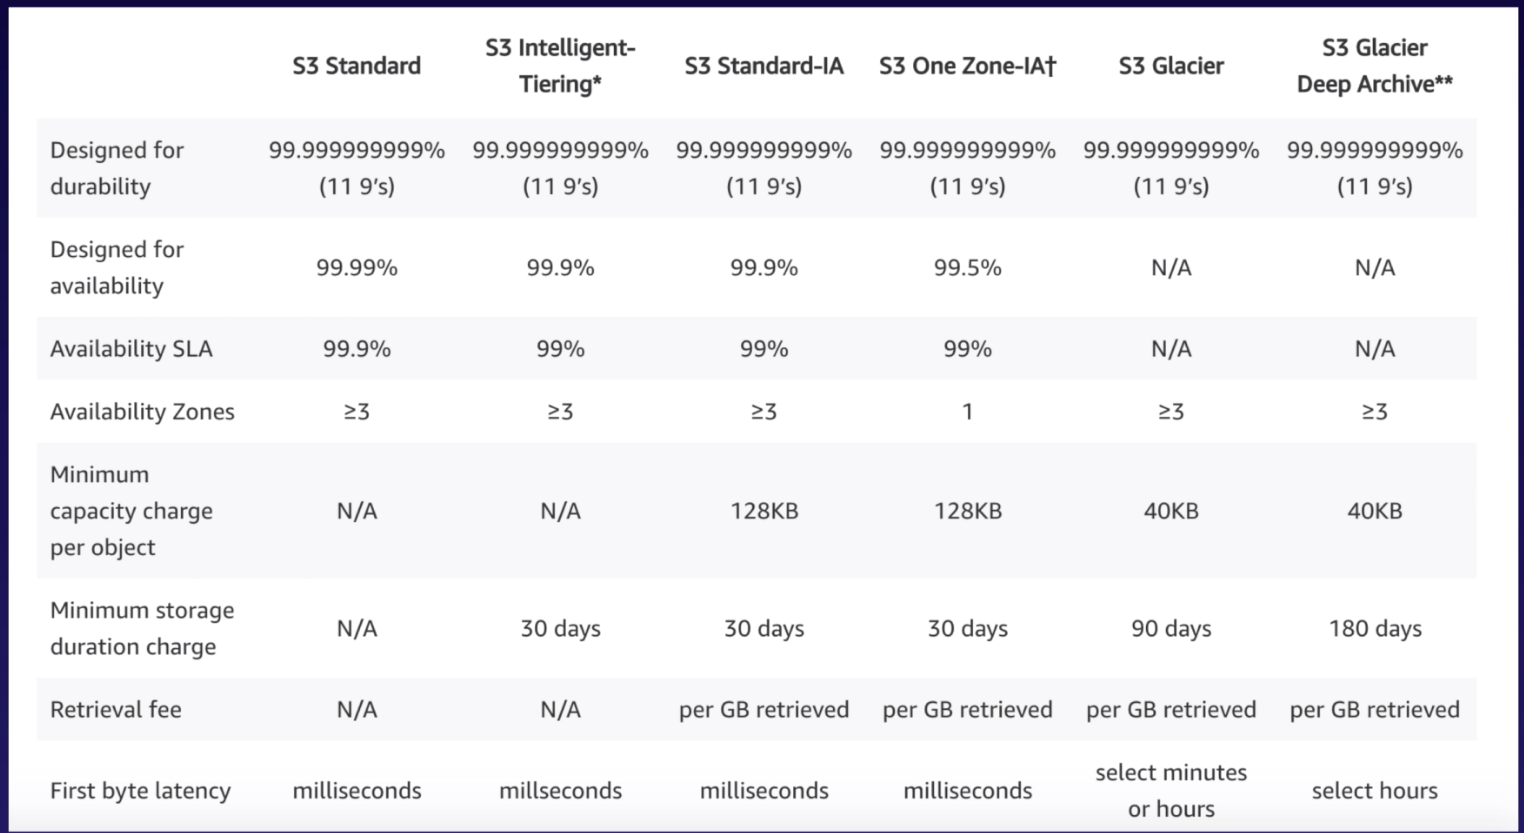 S3 Standard
S3 Intelligent-
Tiering*
S3 Standard-IA
S3 One Zone-IA†
S3 Glacier
S3 Glacier
Deep Archive**
Designed for
durability
99.999999999%
(11 9’s)
99.999999999%
(11 9’s)
99.999999999%
(11 9’s)
99.999999999%
(11 9’s)
99.999999999%
(11 9’s)
99.999999999%
(11 9’s)
Designed for
availability
99.99%
99.9%
99.9%
99.5%
N/A
N/A
Availability SLA
99.9%
99%
99%
99%
N/A
N/A
Availability Zones
≥3
≥3
≥3
1
≥3
≥3
Minimum
capacity charge
per object
N/A
N/A
128KB
128KB
40KB
40KB
Minimum storage
duration charge
N/A
30 days
30 days
30 days
90 days
180 days
Retrieval fee
N/A
N/A
per GB retrieved
per GB retrieved
per GB retrieved
per GB retrieved
First byte latency
milliseconds
millseconds
milliseconds
milliseconds
select minutes
or hours
select hours